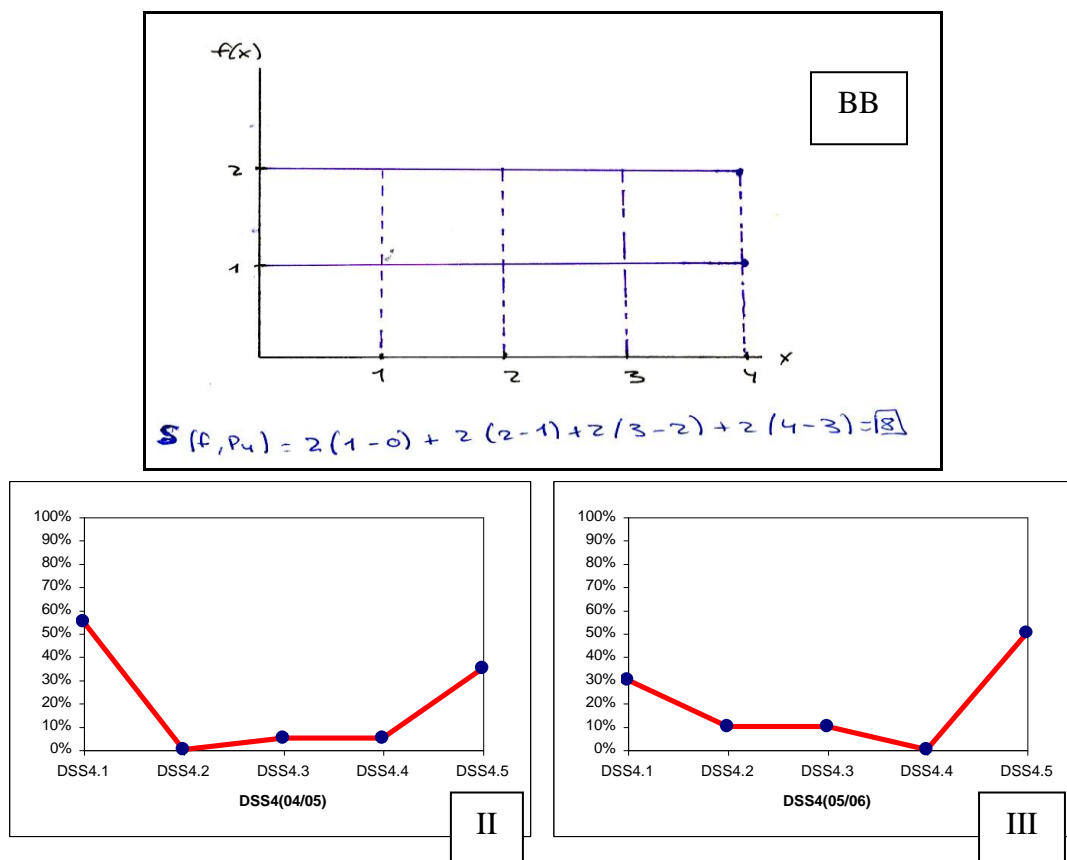 f(x)
BB
2
1
1 2 3 4 x
S(f, P4) = 2(1-0) + 2(2-1) + 2(3-2) + 2(4-3) = 8
100%
90%
80%
70%
60%
50%
40%
30%
20%
10%
0%
DSS4.1 DSS4.2 DSS4.3 DSS4.4 DSS4.5
DSS4(04/05)
II
100%
90%
80%
70%
60%
50%
40%
30%
20%
10%
0%
DSS4.1 DSS4.2 DSS4.3 DSS4.4 DSS4.5
DSS4(05/06)
III